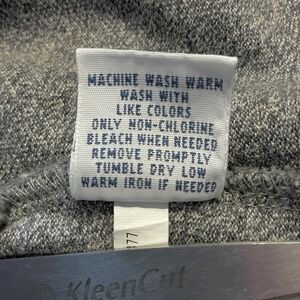 MACHINE WASH WARM
WASH WITH
LIKE COLORS
ONLY NON-CHLORINE
BLEACH WHEN NEEDED
REMOVE PROMPTLY
TUMBLE DRY LOW
WARM IRON IF NEEDED
KleenCut